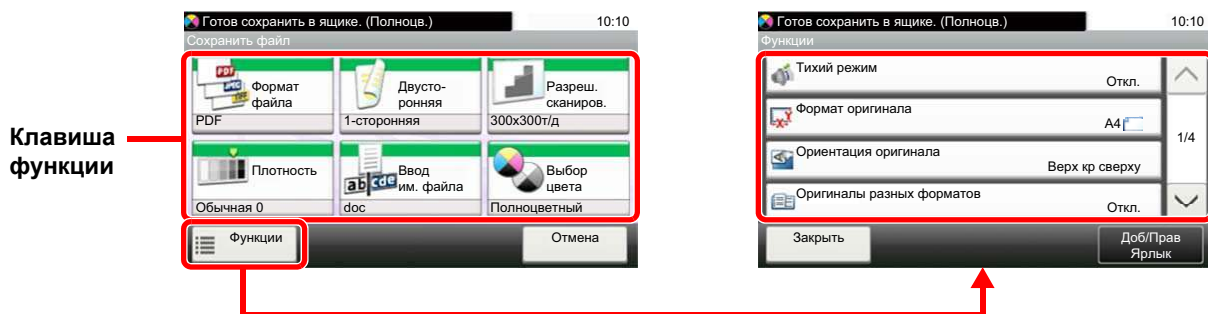 Клавиша
функции
Готов сохранить в ящике. (Полноцв.) 10:10
Сохранить файл
PDF
Формат
файла
PDF
Двусто-
ронняя
1-сторонняя
Разреш.
сканиров.
300x300т/д
Плотность
Обычная 0
ab cde
Ввод
им. файла
doc
Выбор
цвета
Полноцветный
Функции
Отмена
Готов сохранить в ящике. (Полноцв.) 10:10
Функции
Тихий режим
Откл.
Формат оригинала
A4
Ориентация оригинала
Верх кр сверху
Оригиналы разных форматов
Откл.
1/4
Закрыть
Доб/Прав
Ярлык